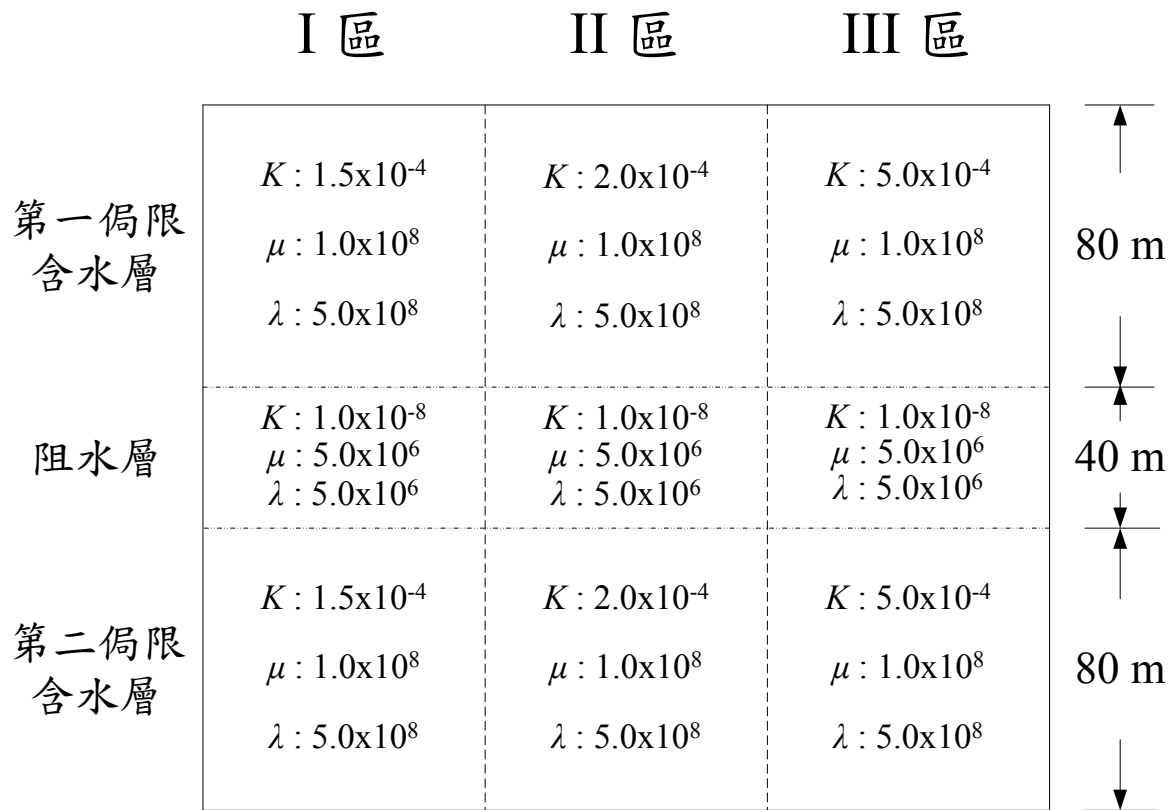 I 區 II 區 III 區
K : 1.5x10⁻⁴ K : 2.0x10⁻⁴ K : 5.0x10⁻⁴
第一侷限
含水層
μ : 1.0x10⁸ μ : 1.0x10⁸ μ : 1.0x10⁸
80 m
λ : 5.0x10⁸ λ : 5.0x10⁸ λ : 5.0x10⁸
K : 1.0x10⁻⁸ K : 1.0x10⁻⁸ K : 1.0x10⁻⁸
阻水層 μ : 5.0x10⁶ μ : 5.0x10⁶ μ : 5.0x10⁶ 40 m
λ : 5.0x10⁶ λ : 5.0x10⁶ λ : 5.0x10⁶
K : 1.5x10⁻⁴ K : 2.0x10⁻⁴ K : 5.0x10⁻⁴
第二侷限
含水層
μ : 1.0x10⁸ μ : 1.0x10⁸ μ : 1.0x10⁸
80 m
λ : 5.0x10⁸ λ : 5.0x10⁸ λ : 5.0x10⁸